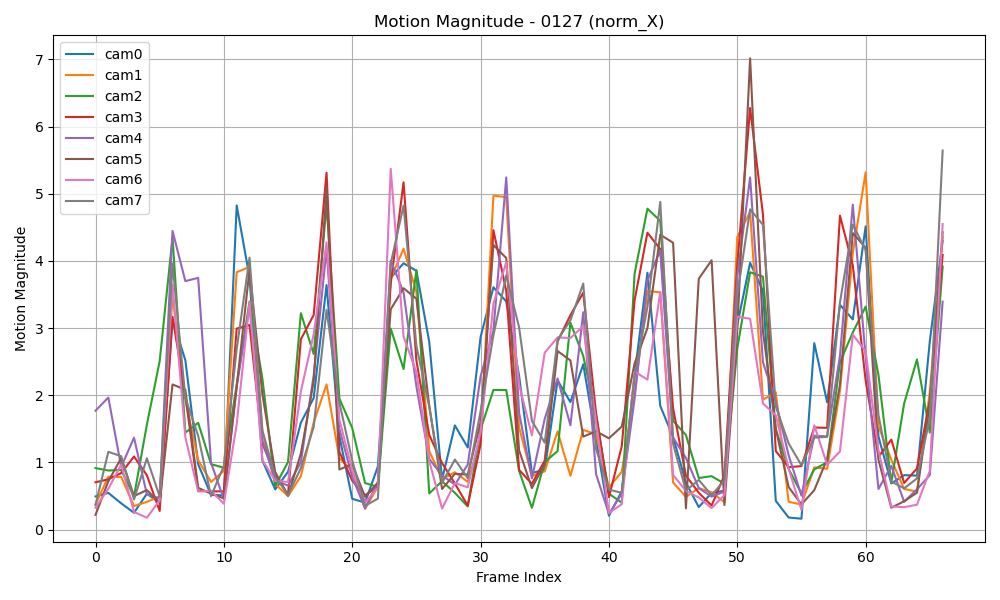 Motion Magnitude - 0127 (norm_X)
cam0
cam1
cam2
cam3
cam4
cam5
cam6
cam7
Motion Magnitude
7
6
5
4
3
2
1
0
0 10 20 30 40 50 60
Frame Index